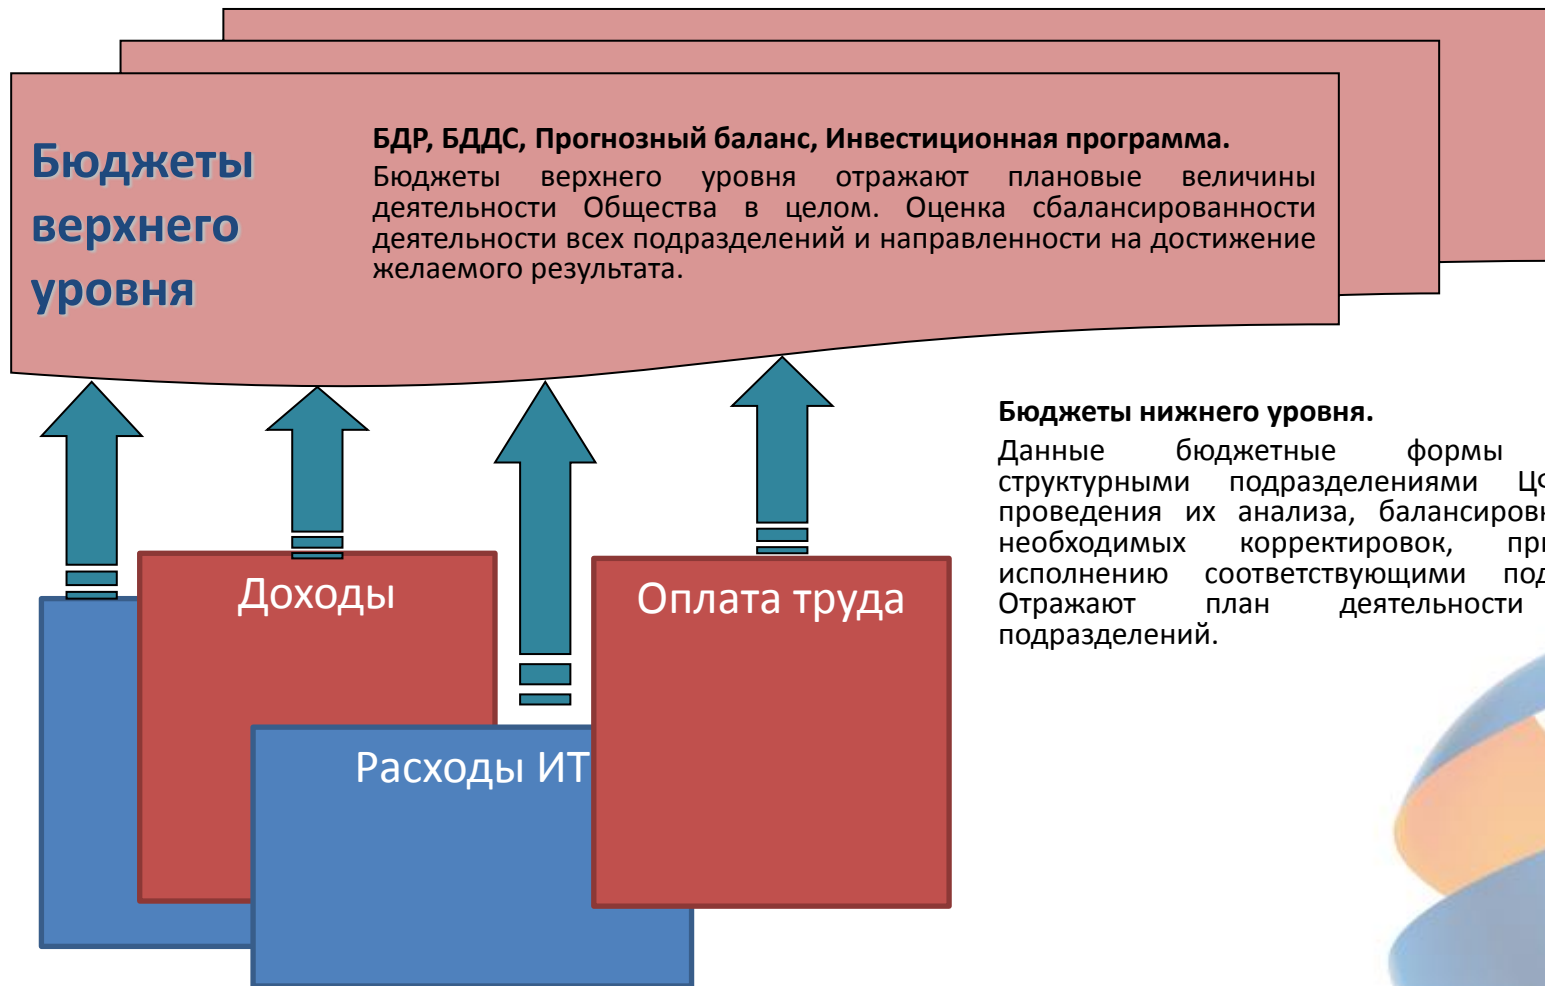 Бюджеты
верхнего
уровня
БДР, БДДС, Прогнозный баланс, Инвестиционная программа.
Бюджеты верхнего уровня отражают плановые величины
деятельности Общества в целом. Оценка сбалансированности
деятельности всех подразделений и направленности на достижение
желаемого результата.
Бюджеты нижнего уровня.
Данные бюджетные формы
структурными подразделениями
проведения их анализа,
необходимых корректировок,
исполнению соответствующими
Отражают план деятельности
подразделений.
Доходы
Оплата труда
Расходы ИТ